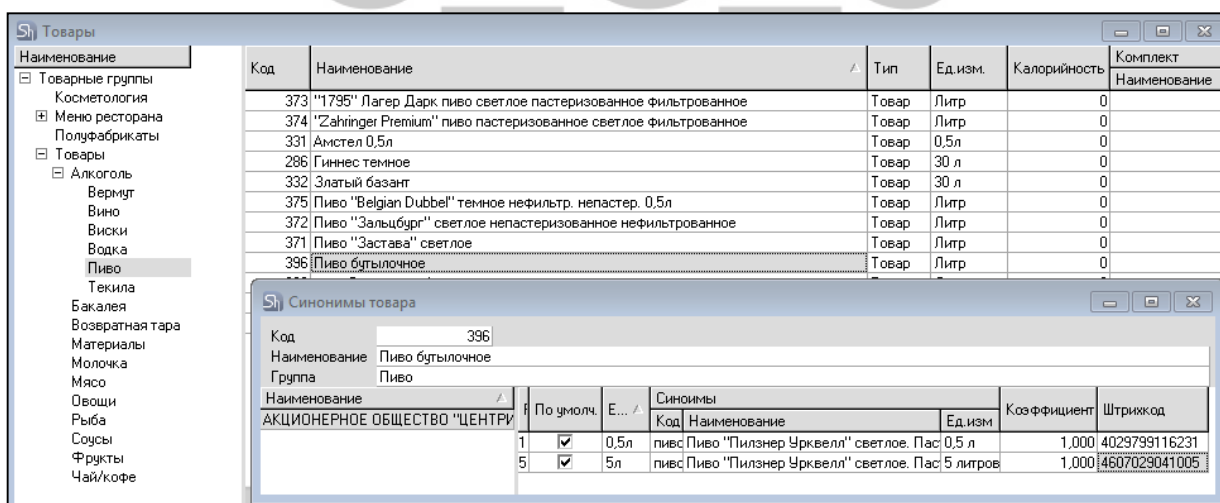 Sh Товары
Наименование
Товарные группы
Косметология
Меню ресторана
Полуфабрикаты
Товары
Алкоголь
Вермут
Вино
Виски
Водка
Пиво
Текила
Бакалея
Возвратная тара
Материалы
Молочка
Мясо
Овощи
Рыба
Соусы
Фрукты
Чай/кофе
Код Наименование Тип Ед.изм. Калорийность Комплект
Наименование
373 "1795" Лагер Дарк пиво светлое пастеризованное фильтрованное Товар Литр 0
374 "Zahringer Premium" пиво пастеризованное светлое фильтрованное Товар Литр 0
331 Амстел 0,5л Товар 0,5л 0
286 Гиннес темное Товар 30 л 0
332 Златый базант Товар 30 л 0
375 Пиво "Belgian Dubbel" темное нефильтр. непастер. 0,5л Товар Литр 0
372 Пиво "Зальцбург" светлое непастеризованное нефильтрованное Товар Литр 0
371 Пиво "Застава" светлое Товар Литр 0
396 Пиво бутылочное Товар Литр 0
Sh Синонимы товара
Код 396
Наименование Пиво бутылочное
Группа Пиво
Наименование
АКЦИОНЕРНОЕ ОБЩЕСТВО "ЦЕНТРИ
По умолч. Е... Синоимы Коэффициент Штрихкод
Код Наименование Ед.изм
1 0,5л пивс Пиво "Пилзнер Урквелл" светлое. Пас 0,5 л 1,000 4029799116231
5 5л пивс Пиво "Пилзнер Урквелл" светлое. Пас 5 литров 1,000 4607029041005